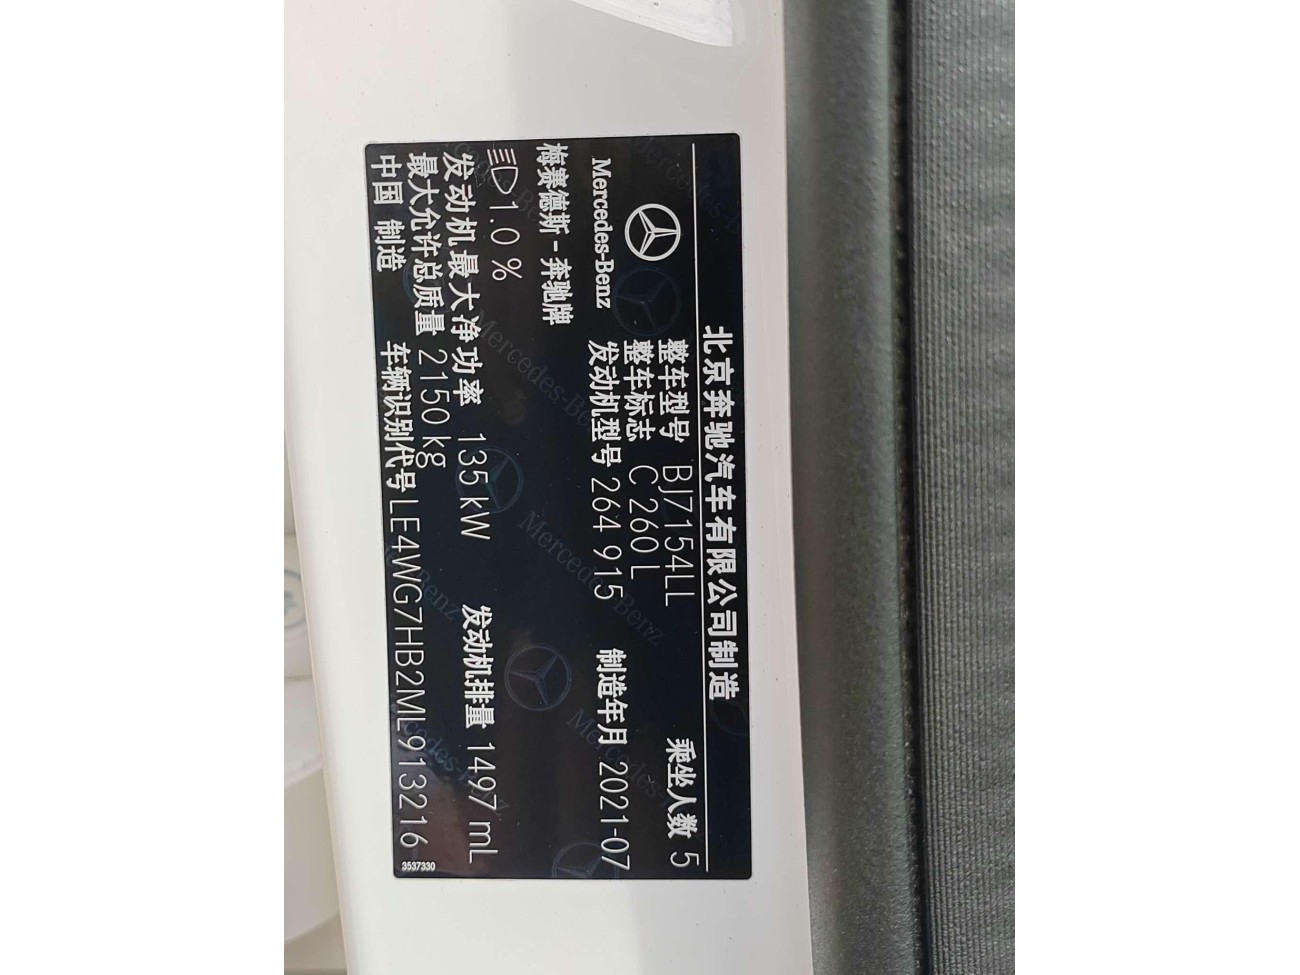 北京奔驰汽车有限公司制造
Mercedes-Benz
整车型号 BJ7154LL 乘坐人数 5
整车标志 C 260 L
发动机型号 264 915 制造年月 2021-07
梅赛德斯-奔驰牌
1.0 %
发动机最大净功率 135 kW 发动机排量 1497 mL
最大允许总质量 2150 kg
中国 制造 车辆识别代号 LE4WG7HB2ML913216
3537330